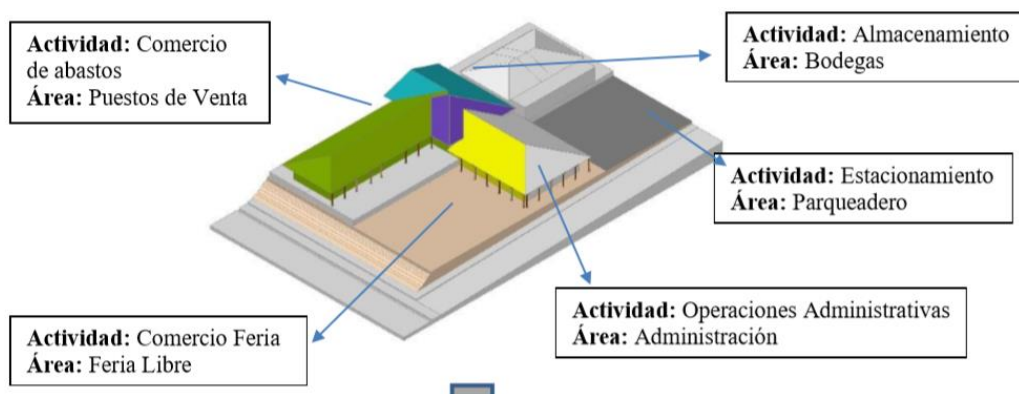 Actividad: Comercio
de abastos
Área: Puestos de Venta
Actividad: Almacenamiento
Área: Bodegas
Actividad: Estacionamiento
Área: Parqueadero
Actividad: Operaciones Administrativas
Área: Administración
Actividad: Comercio Feria
Área: Feria Libre